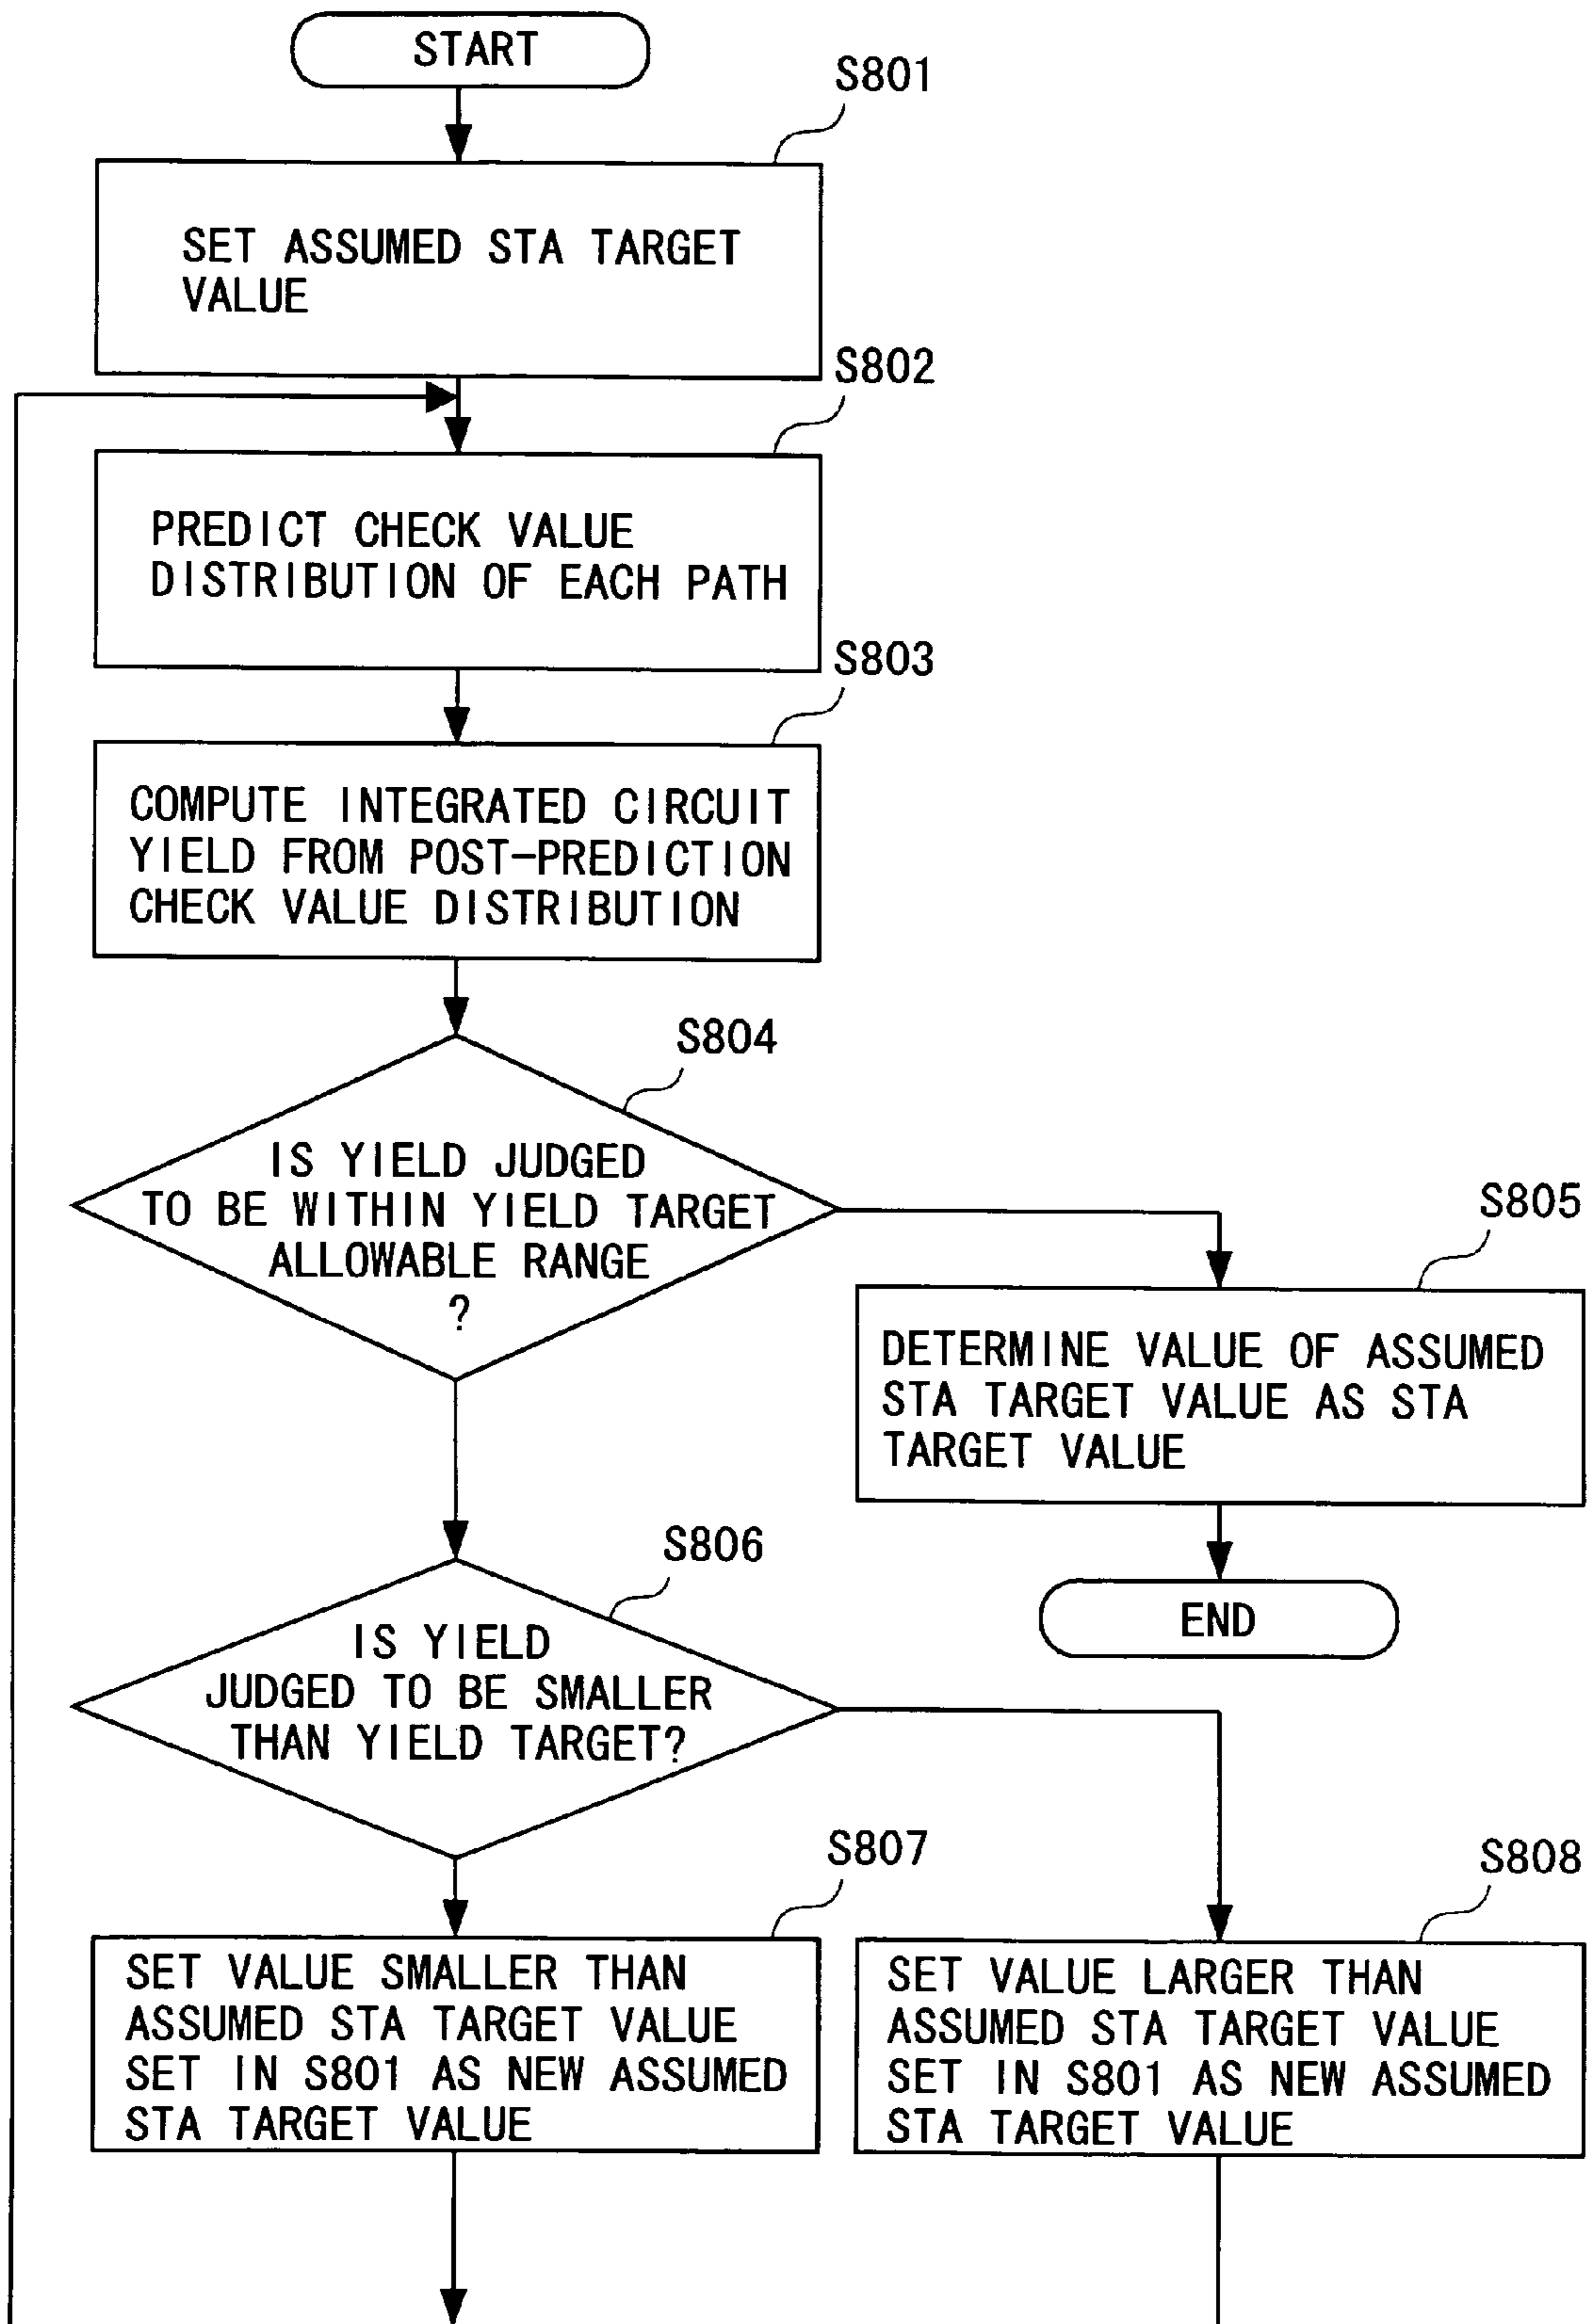 START
S801
SET ASSUMED STA TARGET
VALUE
S802
PREDICT CHECK VALUE
DISTRIBUTION OF EACH PATH
S803
COMPUTE INTEGRATED CIRCUIT
YIELD FROM POST-PREDICTION
CHECK VALUE DISTRIBUTION
S804
IS YIELD JUDGED
TO BE WITHIN YIELD TARGET
ALLOWABLE RANGE
?
S805
DETERMINE VALUE OF ASSUMED
STA TARGET VALUE AS STA
TARGET VALUE
END
S806
IS YIELD
JUDGED TO BE SMALLER
THAN YIELD TARGET?
S807
SET VALUE SMALLER THAN
ASSUMED STA TARGET VALUE
SET IN S801 AS NEW ASSUMED
STA TARGET VALUE
S808
SET VALUE LARGER THAN
ASSUMED STA TARGET VALUE
SET IN S801 AS NEW ASSUMED
STA TARGET VALUE